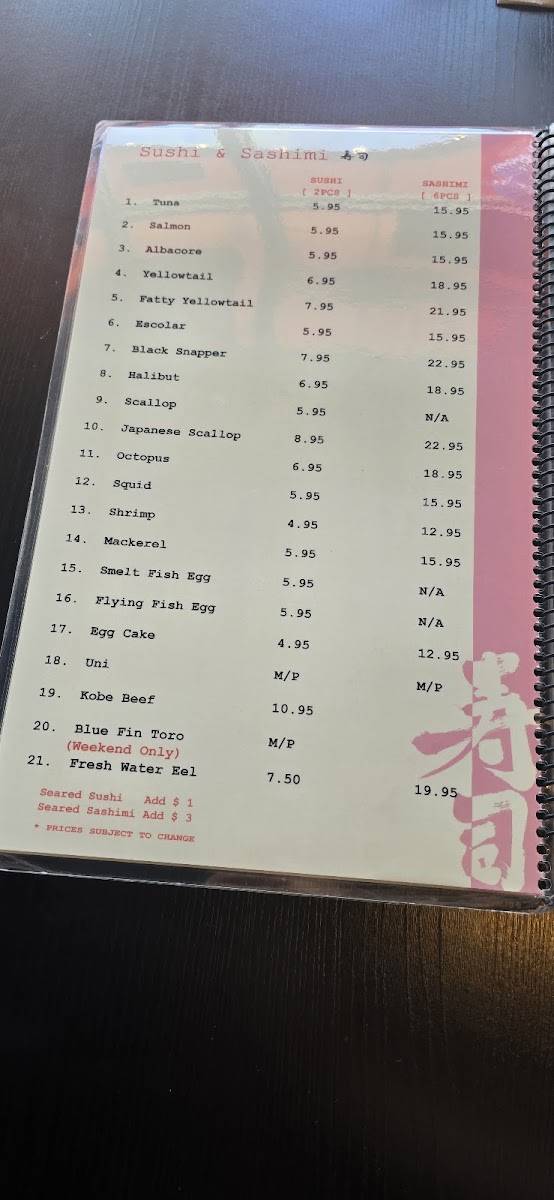 Sushi & Sashimi 寿司
SUSHI SASHIMI
[ 2PCS ] [ 6PCS ]
1. Tuna 5.95 15.95
2. Salmon 5.95 15.95
3. Albacore 5.95 15.95
4. Yellowtail 6.95 18.95
5. Fatty Yellowtail 7.95 21.95
6. Escolar 5.95 15.95
7. Black Snapper 7.95 22.95
8. Halibut 6.95 18.95
9. Scallop 5.95 N/A
10. Japanese Scallop 8.95 22.95
11. Octopus 6.95 18.95
12. Squid 5.95 15.95
13. Shrimp 4.95 12.95
14. Mackerel 5.95 15.95
15. Smelt Fish Egg 5.95 N/A
16. Flying Fish Egg 5.95 N/A
17. Egg Cake 4.95 12.95
18. Uni M/P M/P
19. Kobe Beef 10.95
20. Blue Fin Toro M/P
(Weekend Only)
21. Fresh Water Eel 7.50 19.95
Seared Sushi Add $ 1
Seared Sashimi Add $ 3
* PRICES SUBJECT TO CHANGE
寿司